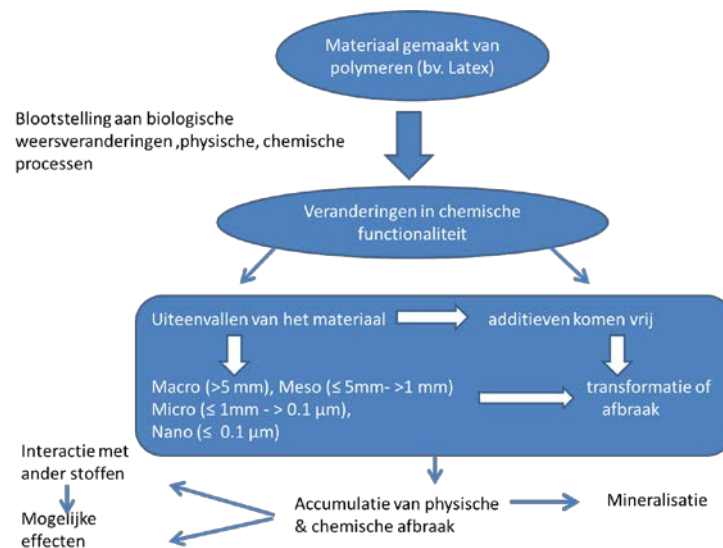 Materiaal gemaakt van
polymeren (bv. Latex)
Blootstelling aan biologische
weersveranderingen ,physische, chemische
processen
Veranderingen in chemische
functionaliteit
Uiteenvallen van het materiaal
additieven komen vrij
Macro (>5 mm), Meso (≤ 5mm- >1 mm)
Micro (≤ 1mm - > 0.1 µm),
Nano (≤ 0.1 µm)
transformatie of
afbraak
Interactie met
ander stoffen
Mogelijke
effecten
Accumulatie van physische
& chemische afbraak
Mineralisatie